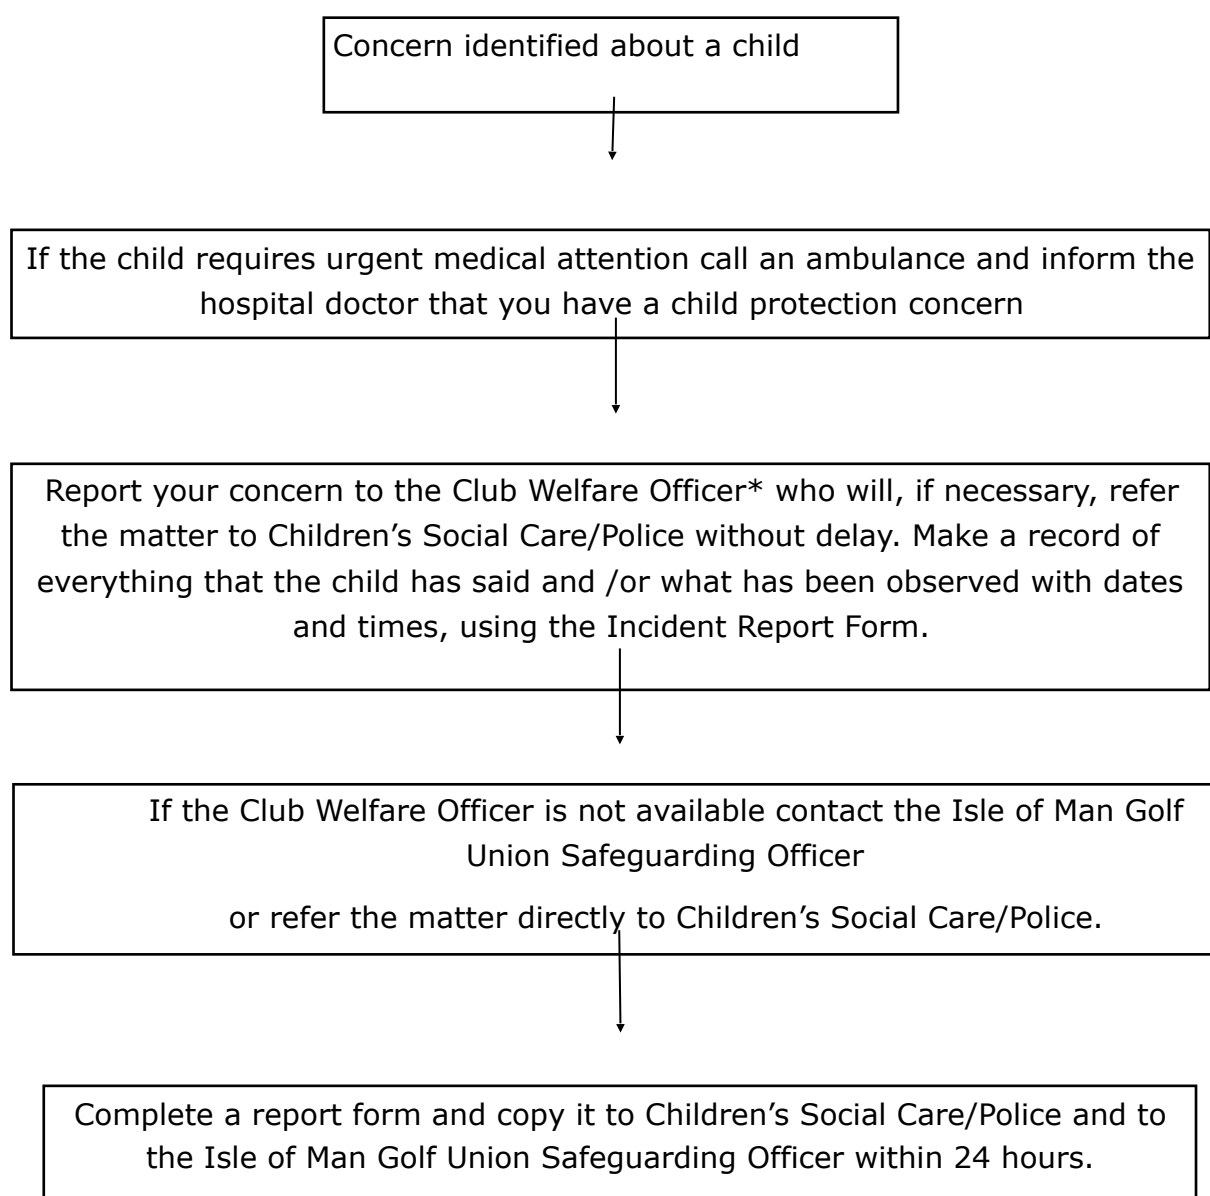 Concern identified about a child
If the child requires urgent medical attention call an ambulance and inform the
hospital doctor that you have a child protection concern
Report your concern to the Club Welfare Officer* who will, if necessary, refer
the matter to Children’s Social Care/Police without delay. Make a record of
everything that the child has said and /or what has been observed with dates
and times, using the Incident Report Form.
If the Club Welfare Officer is not available contact the Isle of Man Golf
Union Safeguarding Officer
or refer the matter directly to Children’s Social Care/Police.
Complete a report form and copy it to Children’s Social Care/Police and to
the Isle of Man Golf Union Safeguarding Officer within 24 hours.